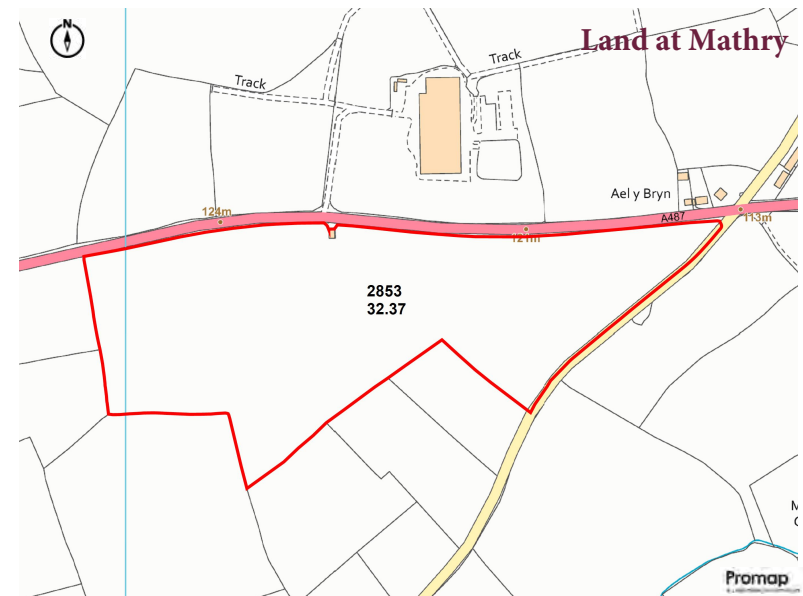 N
Land at Mathry
Track
Track
Ael y Bryn
124m
A487
113m
121m
2853
32.37
M
Promap